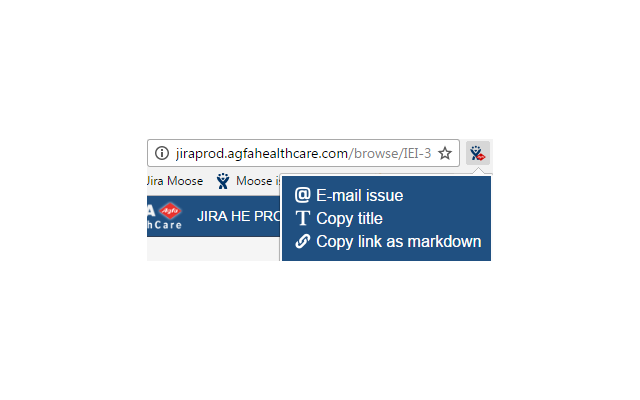 jiraprod.agfahealthcare.com/browse/IEI-3
Jira Moose
Moose i
Agfa
JIRA HE PRO
hCare
@ E-mail issue
T Copy title
Copy link as markdown